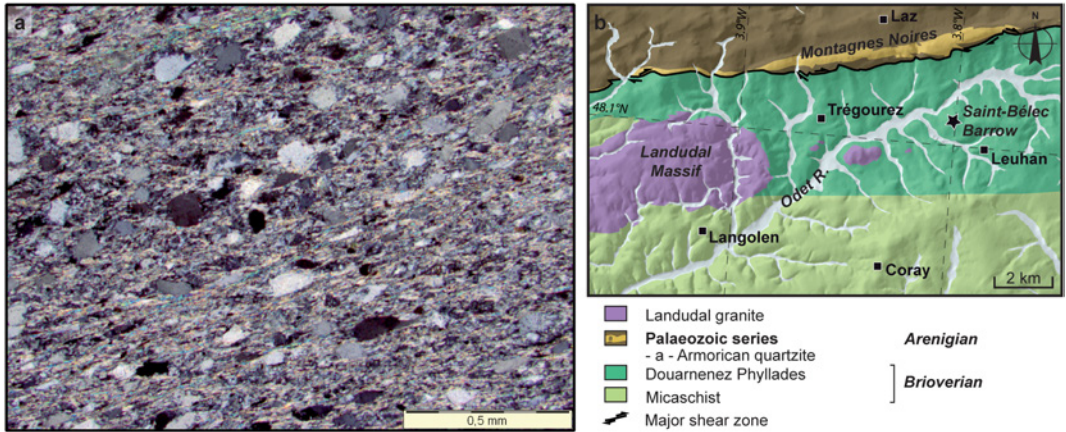 a
0,5 mm
b
Laz
3.9°W
3.8°W
N
Montagnes Noires
48.1°N
Trégourez
Saint-Bélec
Barrow
Leuhan
Landudal
Massif
Odet R.
Langolen
Coray
2 km
Landudal granite
a Palaeozoic series Arenigian
- a - Armorican quartzite
Douarnenez Phyllades
Brioverian
Micaschist
Major shear zone